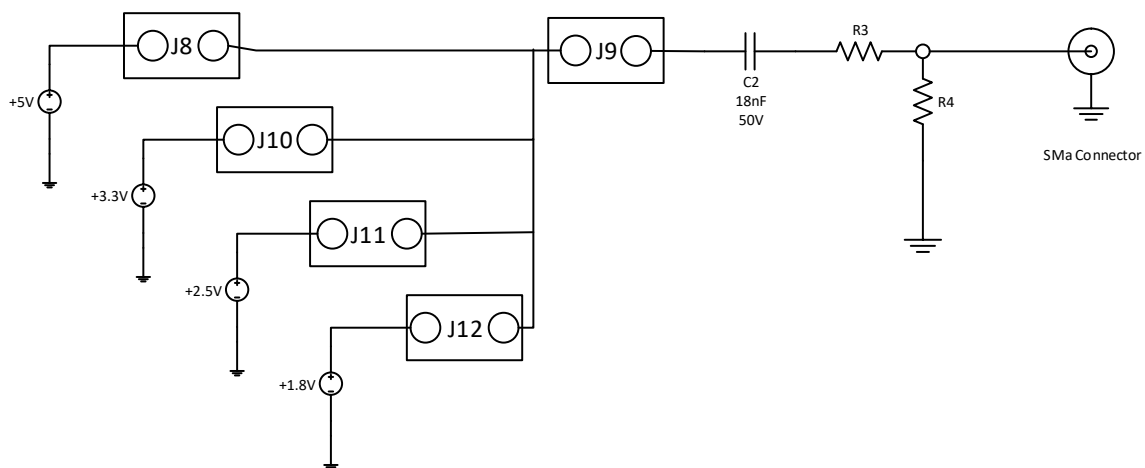 J8
J9
R3
C2
18nF
50V
R4
+5V
J10
SMa Connector
+3.3V
J11
+2.5V
J12
+1.8V